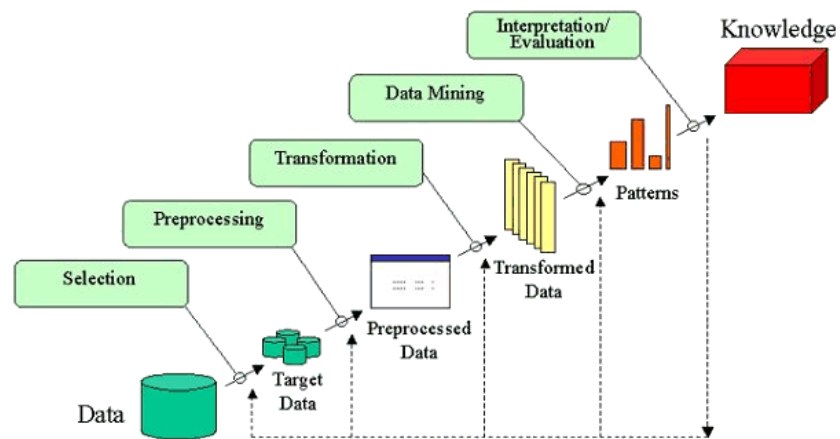 Interpretation/
Evaluation
Knowledge
Data Mining
Patterns
Transformation
Transformed
Data
Preprocessing
Preprocessed
Data
Selection
Target
Data
Data